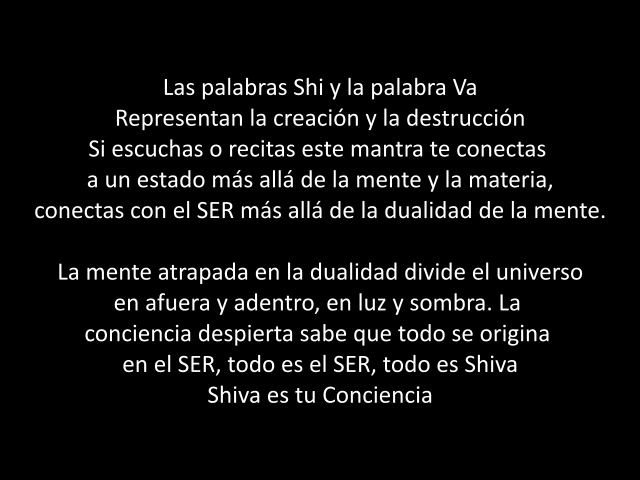 Las palabras Shi y la palabra Va
Representan la creación y la destrucción
Si escuchas o recitas este mantra te conectas
a un estado más allá de la mente y la materia,
conectas con el SER más allá de la dualidad de la mente.
La mente atrapada en la dualidad divide el universo
en afuera y adentro, en luz y sombra. La
conciencia despierta sabe que todo se origina
en el SER, todo es el SER, todo es Shiva
Shiva es tu Conciencia